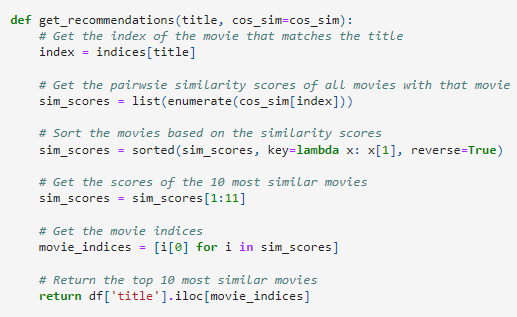 def get_recommendations(title, cos_sim=cos_sim):
# Get the index of the movie that matches the title
index = indices[title]
# Get the pairwsie similarity scores of all movies with that movie
sim_scores = list(enumerate(cos_sim[index]))
# Sort the movies based on the similarity scores
sim_scores = sorted(sim_scores, key=lambda x: x[1], reverse=True)
# Get the scores of the 10 most similar movies
sim_scores = sim_scores[1:11]
# Get the movie indices
movie_indices = [i[0] for i in sim_scores]
# Return the top 10 most similar movies
return df['title'].iloc[movie_indices]